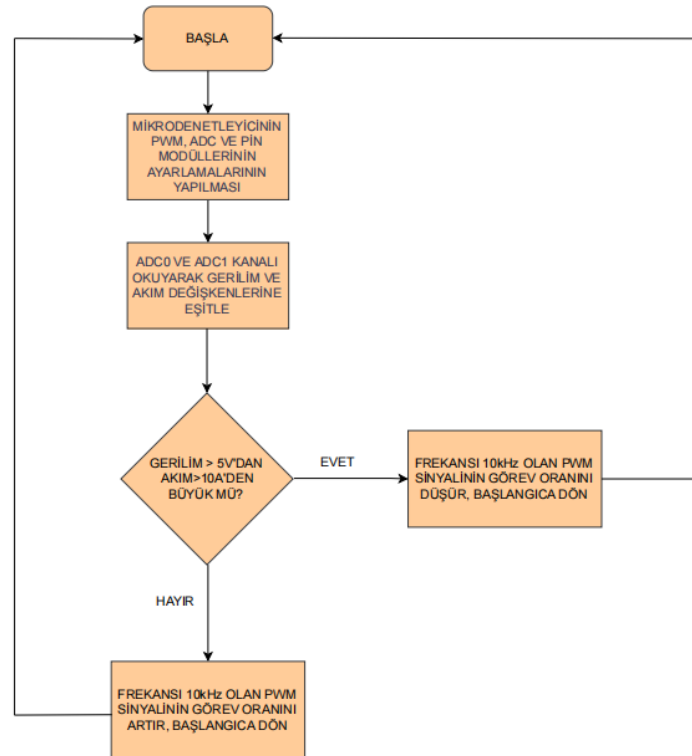 BAŞLA
MİKRODENETLEYİCİNİN
PWM, ADC VE PİN
MODÜLLERİNİN
AYARLAMALARININ
YAPILMASI
ADC0 VE ADC1 KANALI
OKUYARAK GERİLİM VE
AKIM DEĞİŞKENLERİNE
EŞİTLE
GERİLİM > 5V'DAN
AKIM>10A'DEN
BÜYÜK MÜ?
EVET
FREKANSI 10kHz OLAN PWM
SİNYALİNİN GÖREV ORANINI
DÜŞÜR, BAŞLANGICA DÖN
HAYIR
FREKANSI 10kHz OLAN PWM
SİNYALİNİN GÖREV ORANINI
ARTIR, BAŞLANGICA DÖN